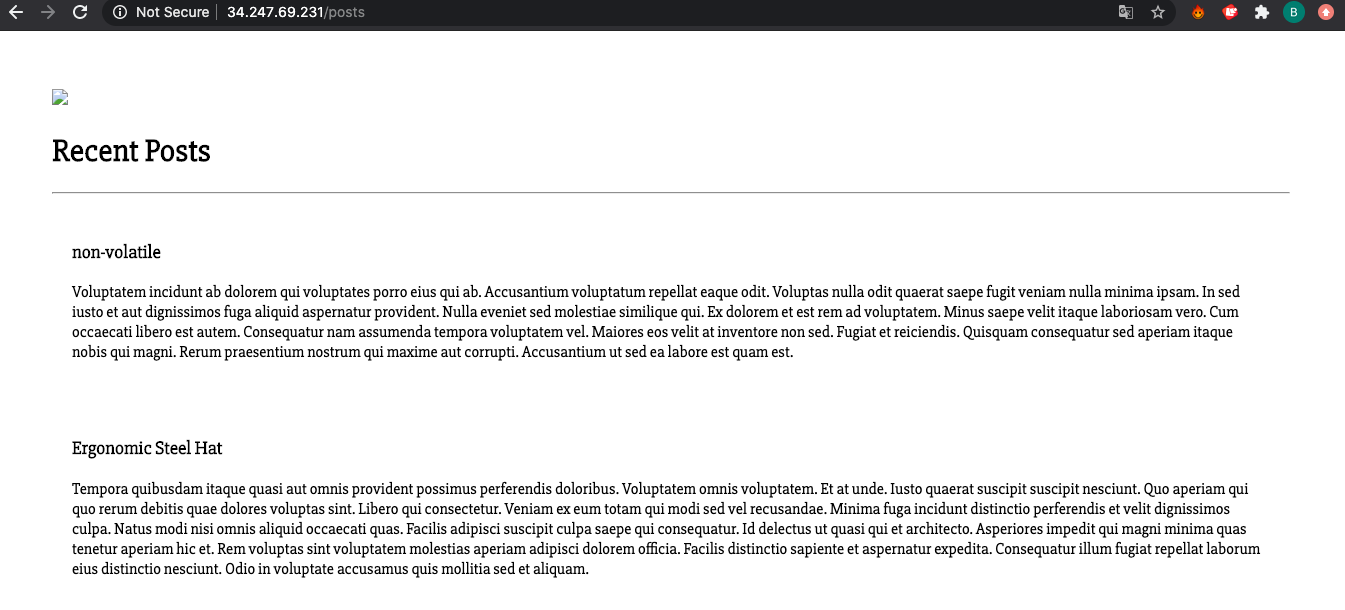 Not Secure 34.247.69.231/posts
B
Recent Posts
non-volatile
Voluptatem incidunt ab dolorem qui voluptates porro eius qui ab. Accusantium voluptatum repellat eaque odit. Voluptas nulla odit quaerat saepe fugit veniam nulla minima ipsam. In sed
iusto et aut dignissimos fuga aliquid aspernatur provident. Nulla eveniet sed molestiae similique qui. Ex dolorem et est rem ad voluptatem. Minus saepe velit itaque laboriosam vero. Cum
occaecati libero est autem. Consequatur nam assumenda tempora voluptatem vel. Maiores eos velit at inventore non sed. Fugiat et reiciendis. Quisquam consequatur sed aperiam itaque
nobis qui magni. Rerum praesentium nostrum qui maxime aut corrupti. Accusantium ut sed ea labore est quam est.
Ergonomic Steel Hat
Tempora quibusdam itaque quasi aut omnis provident possimus perferendis doloribus. Voluptatem omnis voluptatem. Et at unde. Iusto quaerat suscipit suscipit nesciunt. Quo aperiam qui
quo rerum debitis quae dolores voluptas sint. Libero qui consectetur. Veniam ex eum totam qui modi sed vel recusandae. Minima fuga incidunt distinctio perferendis et velit dignissimos
culpa. Natus modi nisi omnis aliquid occaecati quas. Facilis adipisci suscipit culpa saepe qui consequatur. Id delectus ut quasi qui et architecto. Asperiores impedit qui magni minima quas
tenetur aperiam hic et. Rem voluptas sint voluptatem molestias aperiam adipisci dolorem officia. Facilis distinctio sapiente et aspernatur expedita. Consequatur illum fugiat repellat laborum
eius distinctio nesciunt. Odio in voluptate accusamus quis mollitia sed et aliquam.